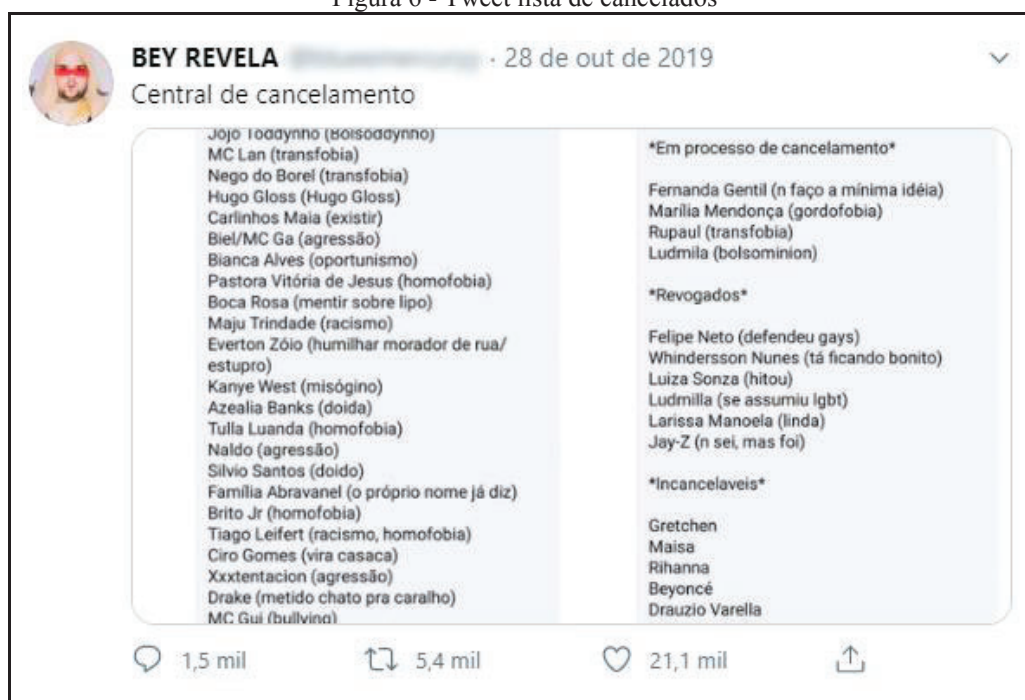 Figura 6 - Tweet lista de cancelados
BEY REVELA · 28 de out de 2019
Central de cancelamento
Jojo Toddynho (Bolsoddynho)
MC Lan (transfobia)
Nego do Borel (transfobia)
Hugo Gloss (Hugo Gloss)
Carlinhos Maia (existir)
Biel/MC Ga (agressão)
Bianca Alves (oportunismo)
Pastora Vitória de Jesus (homofobia)
Boca Rosa (mentir sobre lipo)
Maju Trindade (racismo)
Everton Zóio (humilhar morador de rua/
estupro)
Kanye West (misógino)
Azealia Banks (doida)
Tulla Luanda (homofobia)
Naldo (agressão)
Silvio Santos (doido)
Família Abravanel (o próprio nome já diz)
Brito Jr (homofobia)
Tiago Leifert (racismo, homofobia)
Ciro Gomes (vira casaca)
Xxxtentacion (agressão)
Drake (metido chato pra caralho)
MC Gui (bullying)
*Em processo de cancelamento*
Fernanda Gentil (n faço a mínima idéia)
Marília Mendonça (gordofobia)
Rupaul (transfobia)
Ludmila (bolsominion)
*Revogados*
Felipe Neto (defendeu gays)
Whindersson Nunes (tá ficando bonito)
Luiza Sonza (hitou)
Ludmilla (se assumiu lgbt)
Larissa Manoela (linda)
Jay-Z (n sei, mas foi)
*Incancelaveis*
Gretchen
Maisa
Rihanna
Beyoncé
Drauzio Varella
1,5 mil 5,4 mil 21,1 mil